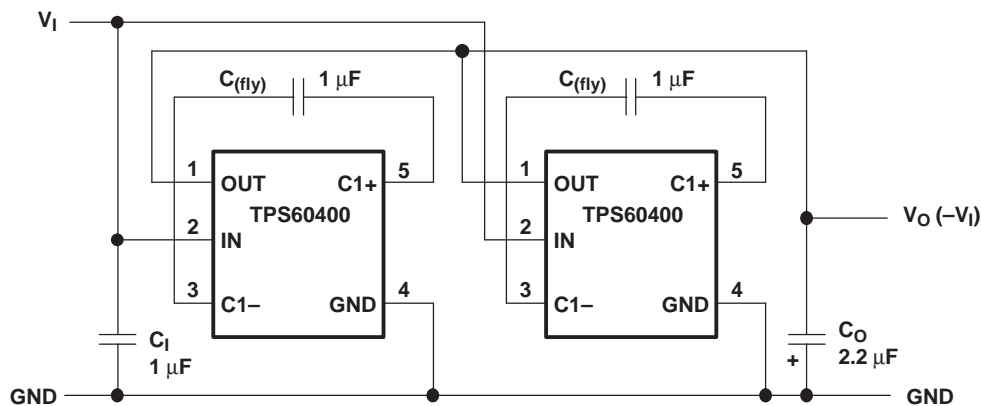 VI
C(fly) 1 μF C(fly) 1 μF
1 5 1 5
OUT C1+ OUT C1+
TPS60400 TPS60400
VO (–VI)
2 IN 2 IN
3 4 3 4
C1– GND C1– GND
CI
1 μF
CO
2.2 μF
+
GND GND